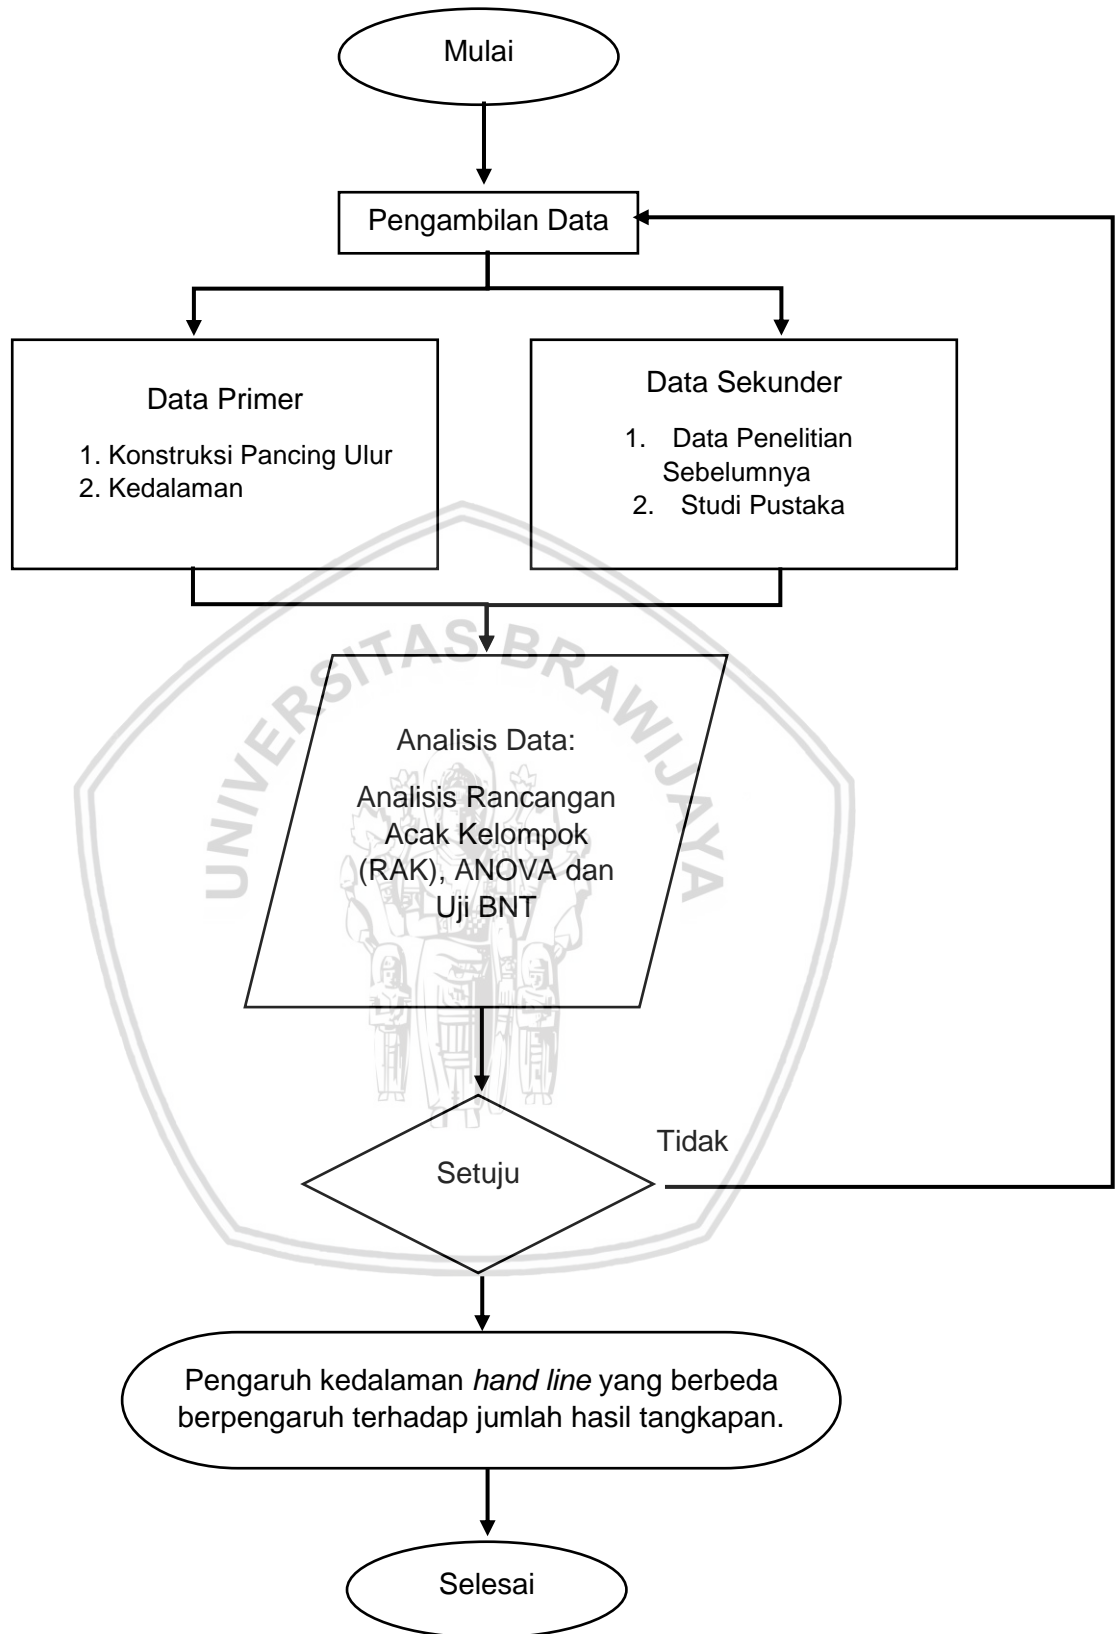 Mulai
Pengambilan Data
Data Primer
1. Konstruksi Pancing Ulur
2. Kedalaman
Data Sekunder
1. Data Penelitian
Sebelumnya
2. Studi Pustaka
UNIVERSITAS BRAWIJAYA
Analisis Data:
Analisis Rancangan
Acak Kelompok
(RAK), ANOVA dan
Uji BNT
Setuju
Tidak
Pengaruh kedalaman hand line yang berbeda
berpengaruh terhadap jumlah hasil tangkapan.
Selesai